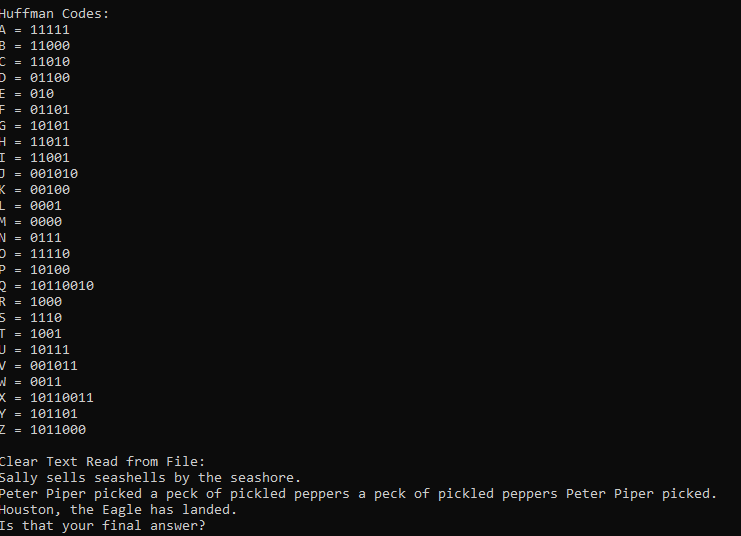 Huffman Codes:
A = 11111
B = 11000
C = 11010
D = 01100
E = 010
F = 01101
G = 10101
H = 11011
I = 11001
J = 001010
K = 00100
L = 0001
M = 0000
N = 0111
O = 11110
P = 10100
Q = 10110010
R = 1000
S = 1110
T = 1001
U = 10111
V = 001011
W = 0011
X = 10110011
Y = 101101
Z = 1011000
Clear Text Read from File:
Sally sells seashells by the seashore.
Peter Piper picked a peck of pickled peppers a peck of pickled peppers Peter Piper picked.
Houston, the Eagle has landed.
Is that your final answer?